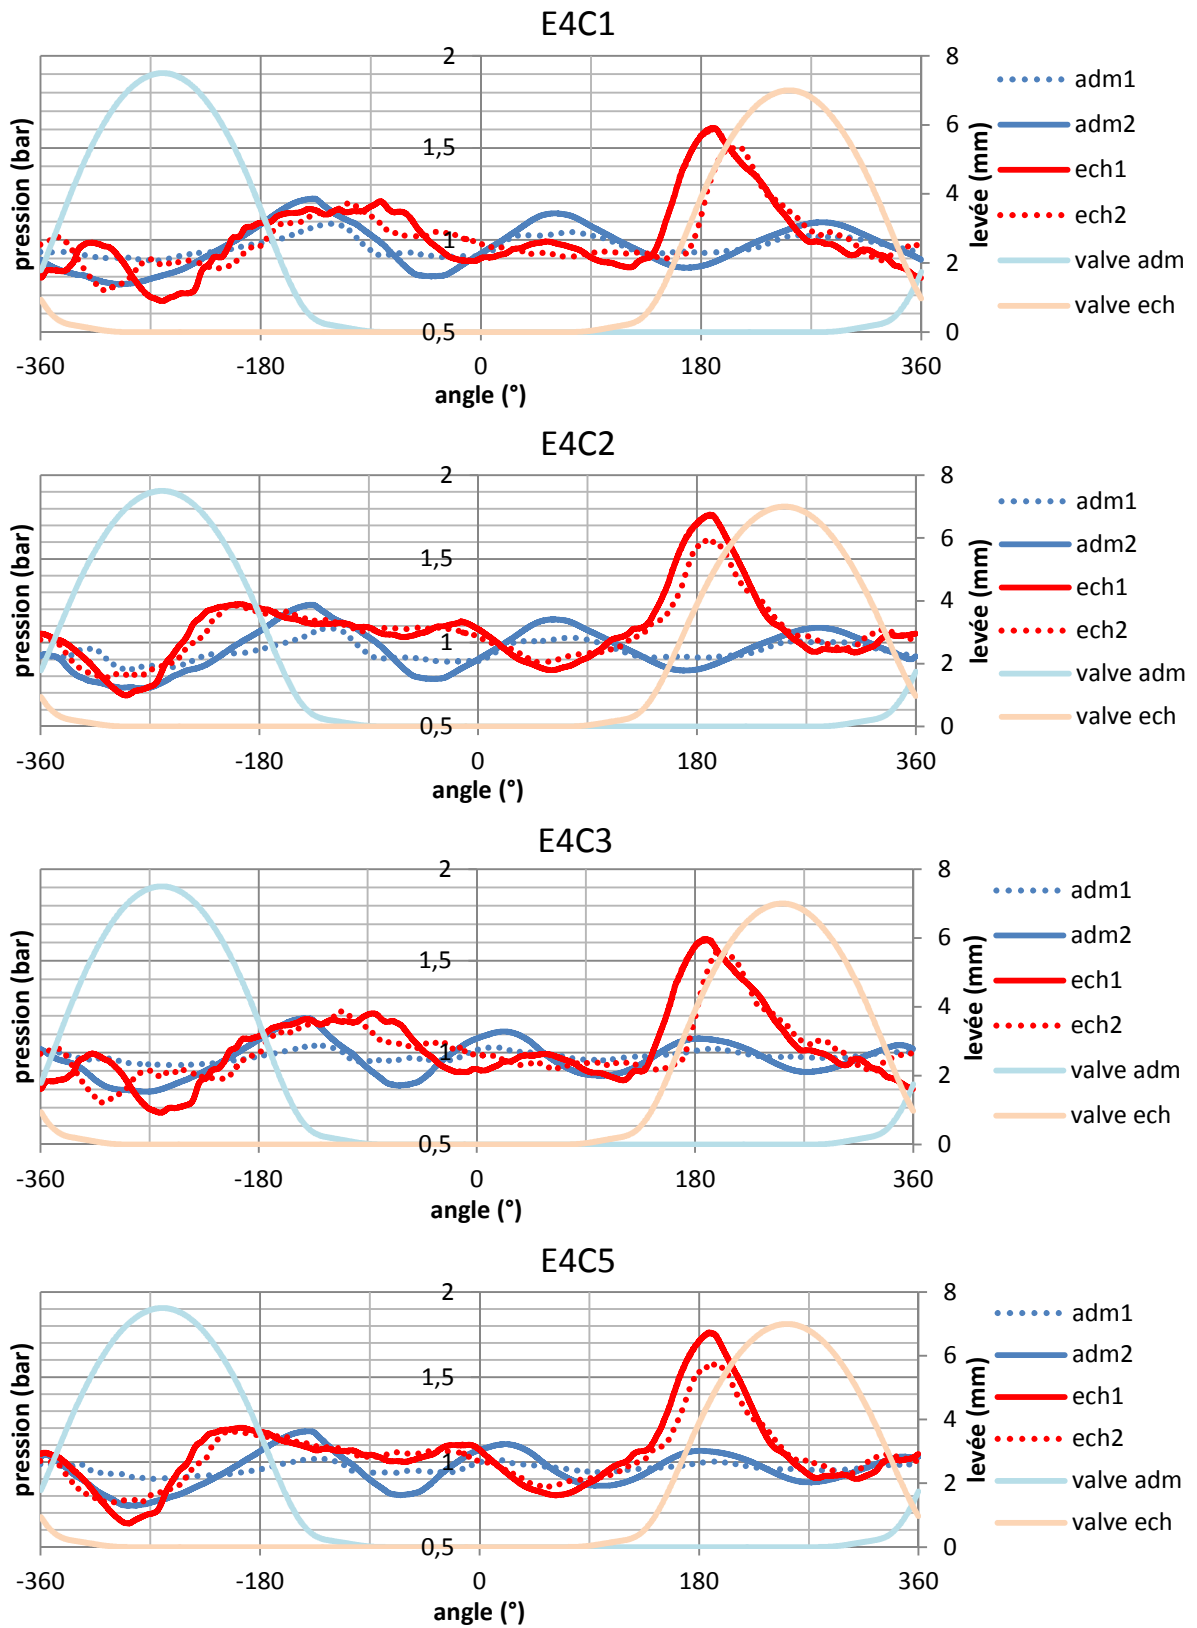 E4C1
2
1,5
1
0,5
8
6
4
2
0
-360
-180
0
180
360
pression (bar)
levée (mm)
angle (°)
adm1
adm2
ech1
ech2
valve adm
valve ech
E4C2
2
1,5
1
0,5
8
6
4
2
0
-360
-180
0
180
360
pression (bar)
levée (mm)
angle (°)
adm1
adm2
ech1
ech2
valve adm
valve ech
E4C3
2
1,5
1
0,5
8
6
4
2
0
-360
-180
0
180
360
pression (bar)
levée (mm)
angle (°)
adm1
adm2
ech1
ech2
valve adm
valve ech
E4C5
2
1,5
1
0,5
8
6
4
2
0
-360
-180
0
180
360
pression (bar)
levée (mm)
angle (°)
adm1
adm2
ech1
ech2
valve adm
valve ech